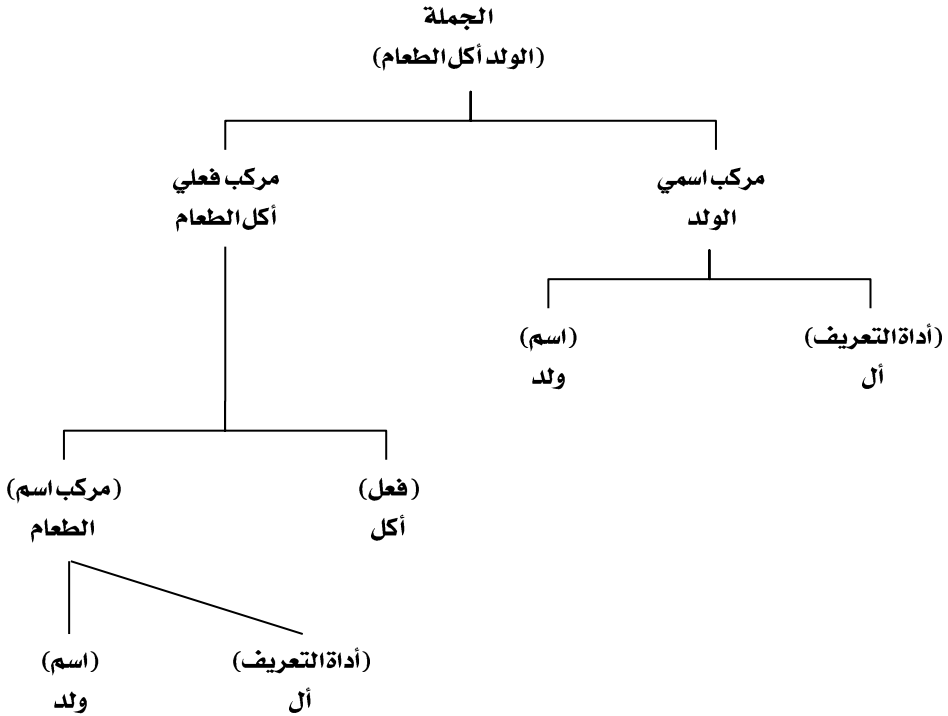 الجملة
(الولد أكل الطعام)
مركب اسمي
الولد
مركب فعلي
أكل الطعام
(أداة التعريف)
أل
(اسم)
ولد
(فعل)
أكل
(مركب اسم)
الطعام
(أداة التعريف)
أل
(اسم)
ولد